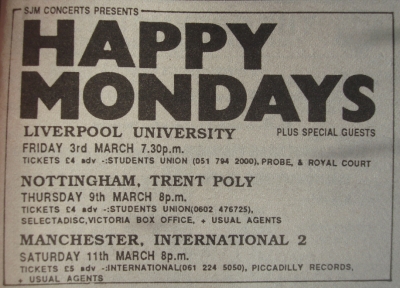 SJM CONCERTS PRESENTS
HAPPY
MONDAYS
LIVERPOOL UNIVERSITY PLUS SPECIAL GUESTS
FRIDAY 3rd MARCH 7.30p.m.
TICKETS £4 adv -:STUDENTS UNION (051 794 2000), PROBE, & ROYAL COURT
NOTTINGHAM, TRENT POLY
THURSDAY 9th MARCH 8p.m.
TICKETS £4 adv -:STUDENTS UNION(0602 476725),
SELECTADISC,VICTORIA BOX OFFICE, + USUAL AGENTS
MANCHESTER, INTERNATIONAL 2
SATURDAY 11th MARCH 8p.m.
TICKETS £5 adv -:INTERNATIONAL(061 224 5050), PICCADILLY RECORDS,
+ USUAL AGENTS